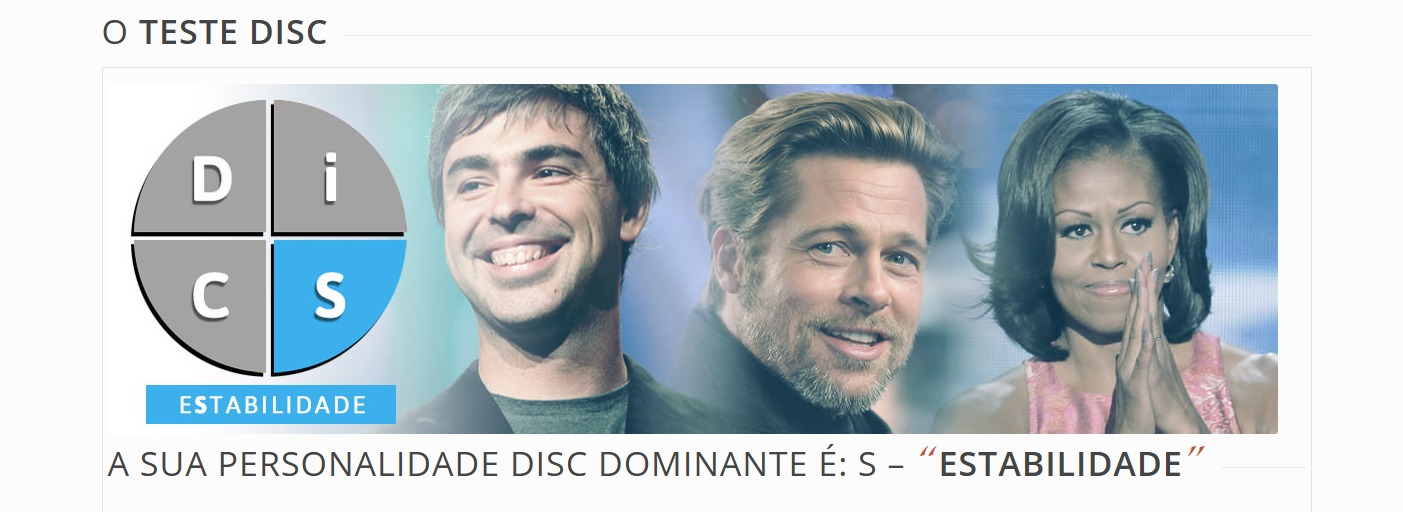 O TESTE DISC
D i
C S
ESTABILIDADE
A SUA PERSONALIDADE DISC DOMINANTE É: S – “ESTABILIDADE”